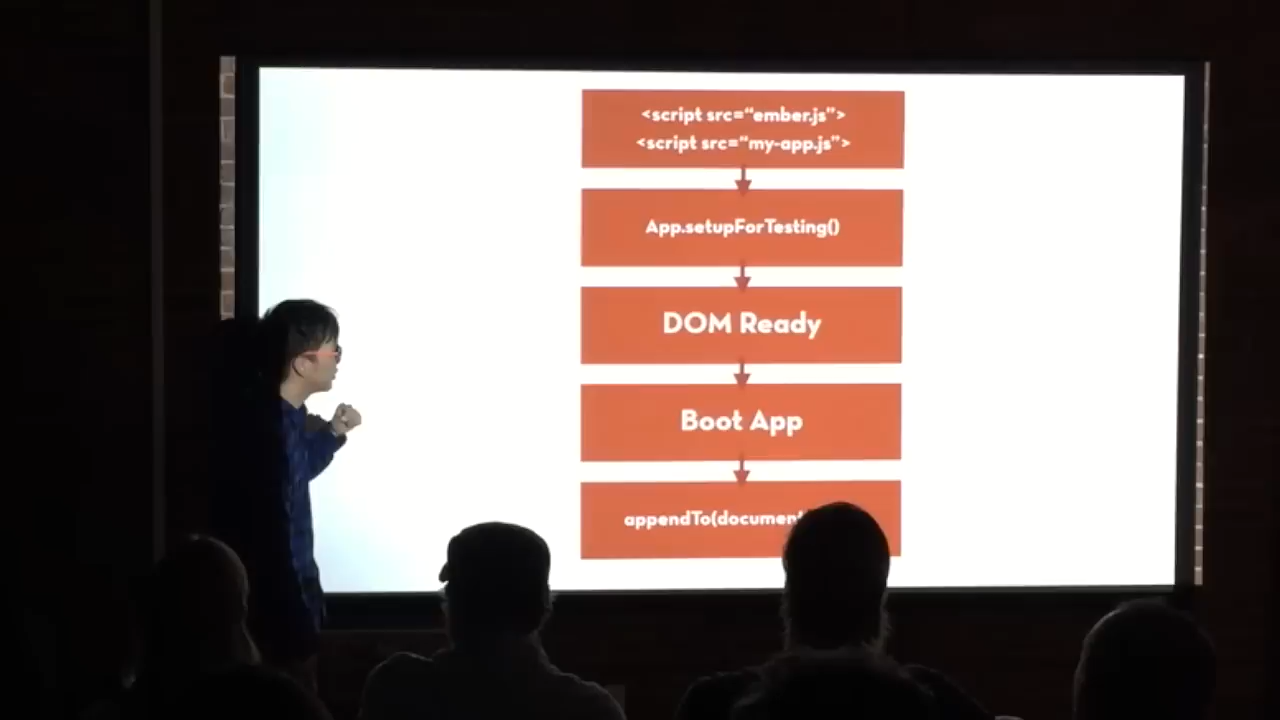 <script src=“ember.js”>
<script src=“my-app.js”>
App.setupForTesting()
DOM Ready
Boot App
appendTo(document